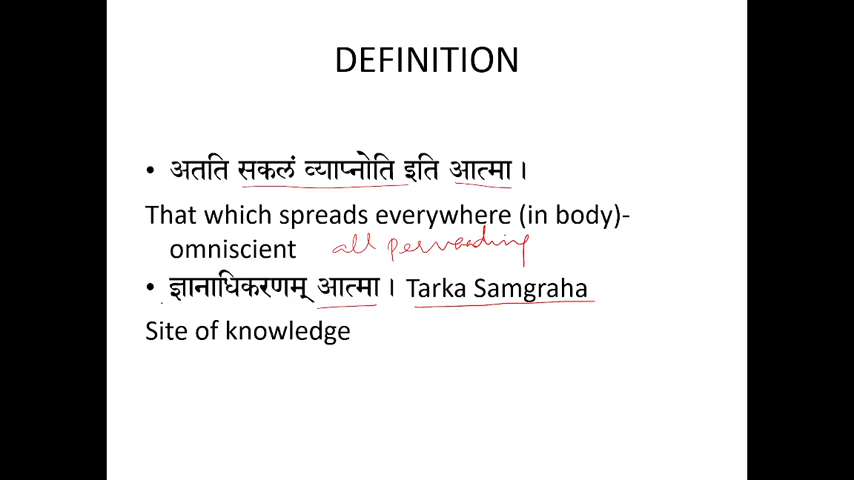 DEFINITION
• अतति सकलं व्याप्नोति इति आत्मा ।
That which spreads everywhere (in body)-
omniscient all pervading
• ज्ञानाधिकरणम् आत्मा । Tarka Samgraha
Site of knowledge